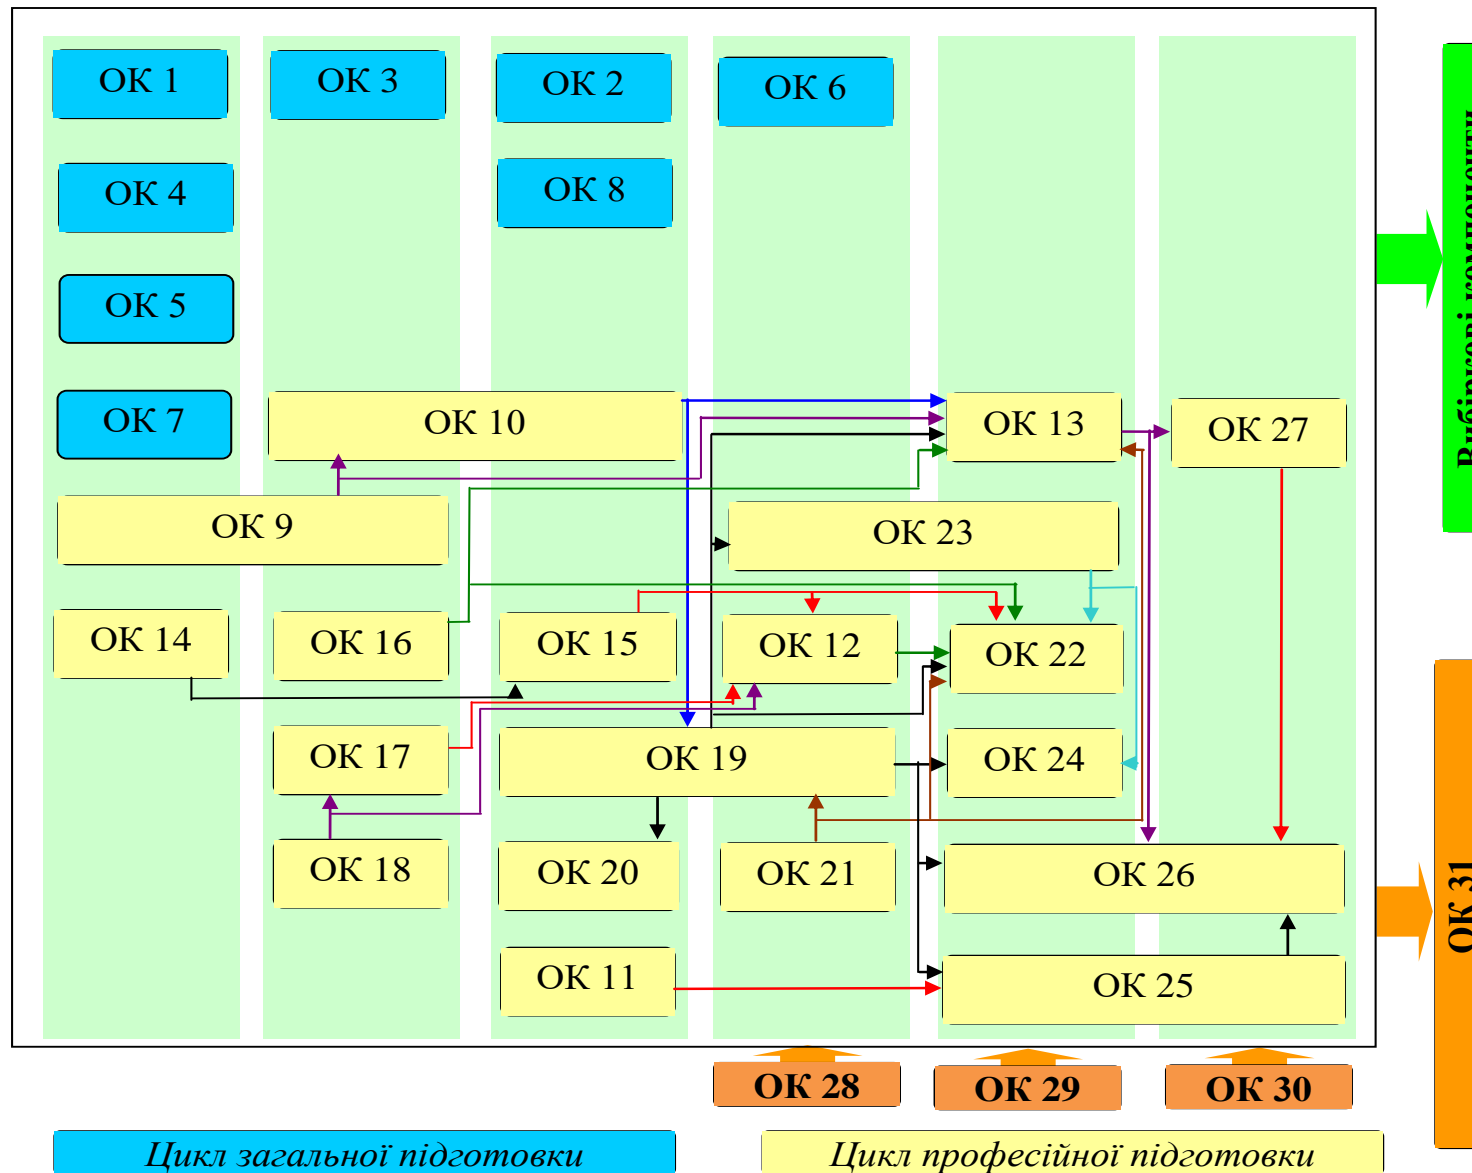 ОК 1
ОК 3
ОК 2
ОК 6
ОК 4
ОК 8
ОК 5
ОК 7
ОК 10
ОК 13
ОК 27
ОК 9
ОК 23
ОК 14
ОК 16
ОК 15
ОК 12
ОК 22
ОК 17
ОК 19
ОК 24
ОК 18
ОК 20
ОК 21
ОК 26
ОК 11
ОК 25
ОК 28
ОК 29
ОК 30
Вибіркові компоненти
ОК 31
Цикл загальної підготовки
Цикл професійної підготовки